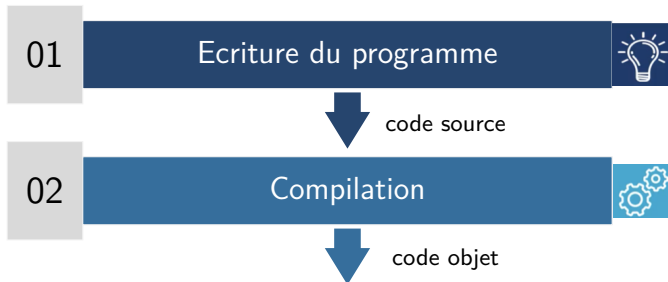 01
Ecriture du programme
code source
02
Compilation
code objet